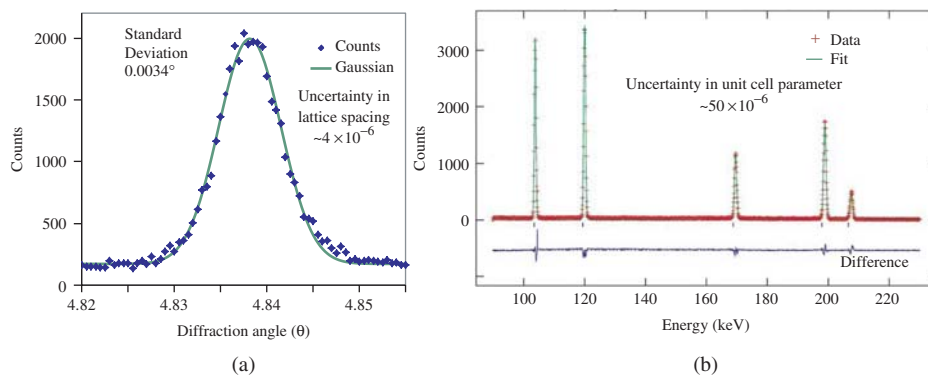 (a)
Standard
Deviation
0.0034°
Counts
Gaussian
Uncertainty in
lattice spacing
~4×10⁻⁶
2000
1500
1000
500
0
Counts
4.82
4.83
4.84
4.85
Diffraction angle (θ)
(a)
Data
Fit
Uncertainty in unit cell parameter
~50×10⁻⁶
3000
2000
1000
0
Counts
Difference
100
120
140
160
180
200
220
Energy (keV)
(b)
(b)